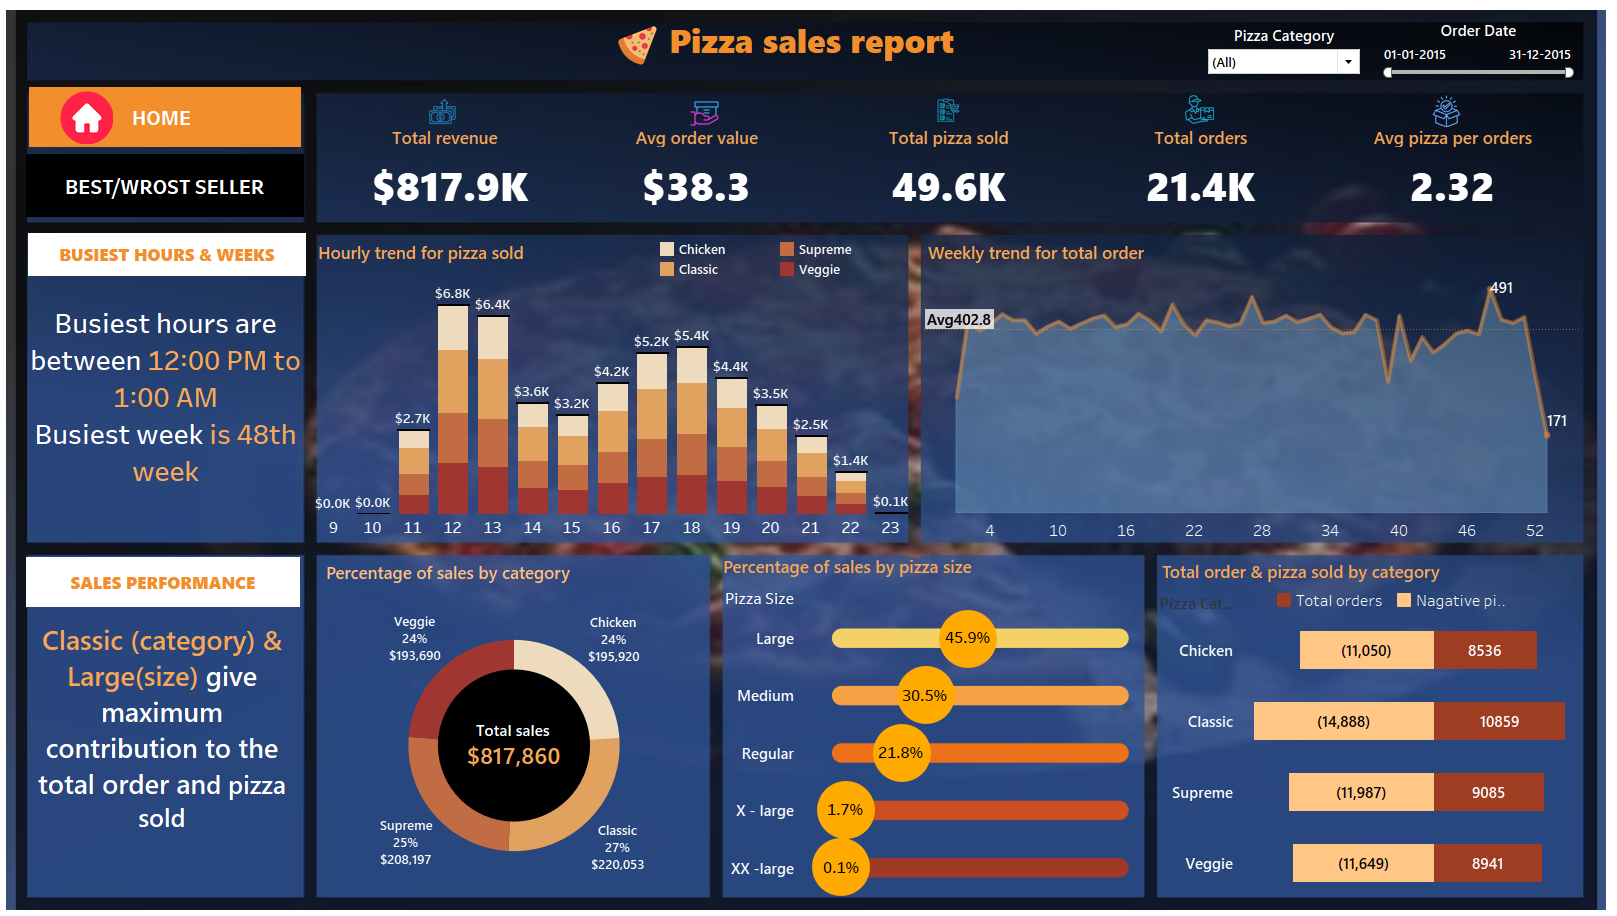 Pizza sales report
Pizza Category
(All)
Order Date
01-01-2015
31-12-2015
HOME
BEST/WROST SELLER
Total revenue
$817.9K
Avg order value
$38.3
Total pizza sold
49.6K
Total orders
21.4K
Avg pizza per orders
2.32
BUSIEST HOURS & WEEKS
Busiest hours are
between 12:00 PM to
1:00 AM
Busiest week is 48th
week
Hourly trend for pizza sold
Chicken
Supreme
Classic
Veggie
$0.0K
$0.0K
$2.7K
$6.8K
$6.4K
$3.6K
$3.2K
$4.2K
$5.2K
$5.4K
$4.4K
$3.5K
$2.5K
$1.4K
$0.1K
9
10
11
12
13
14
15
16
17
18
19
20
21
22
23
Weekly trend for total order
Avg402.8
491
171
4
10
16
22
28
34
40
46
52
SALES PERFORMANCE
Classic (category) &
Large(size) give
maximum
contribution to the
total order and pizza
sold
Percentage of sales by category
Veggie
24%
$193,690
Chicken
24%
$195,920
Total sales
$817,860
Supreme
25%
$208,197
Classic
27%
$220,053
Percentage of sales by pizza size
Pizza Size
Large
45.9%
Medium
30.5%
Regular
21.8%
X - large
1.7%
XX -large
0.1%
Total order & pizza sold by category
Pizza Cat..
Total orders
Nagative pi..
Chicken
(11,050)
8536
Classic
(14,888)
10859
Supreme
(11,987)
9085
Veggie
(11,649)
8941